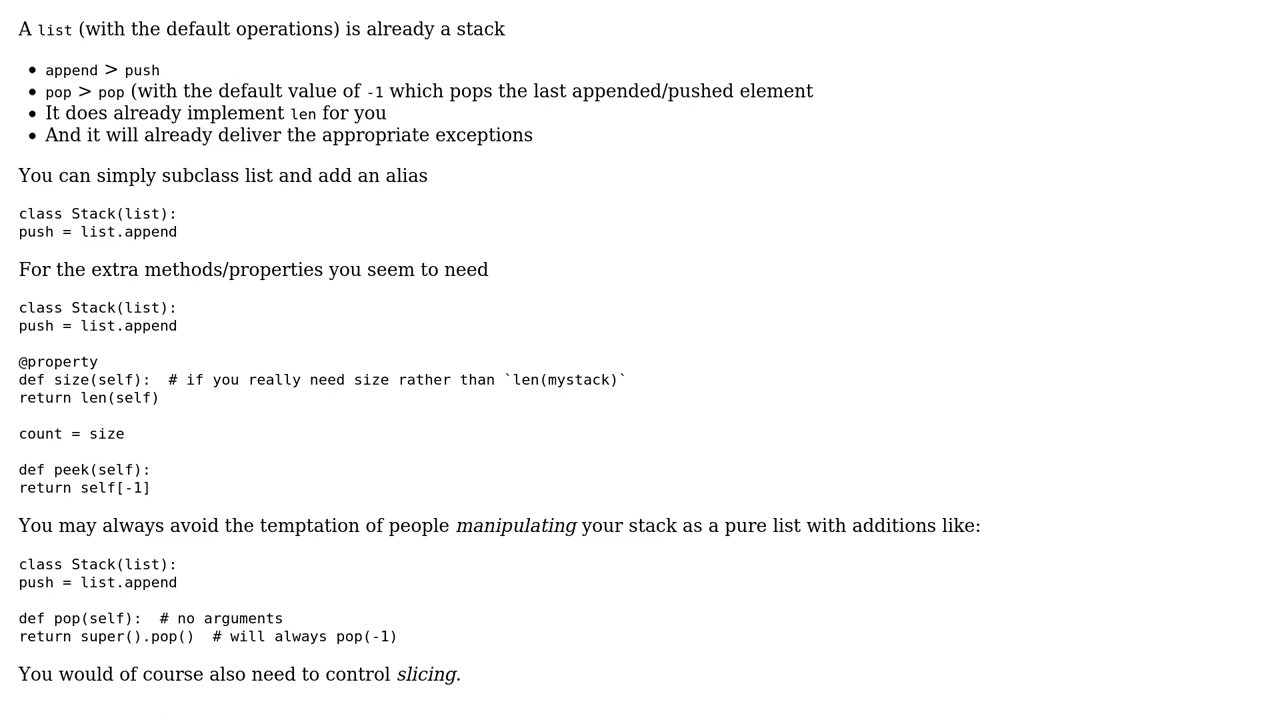 A list (with the default operations) is already a stack
• append > push
• pop > pop (with the default value of -1 which pops the last appended/pushed element
• It does already implement len for you
• And it will already deliver the appropriate exceptions
You can simply subclass list and add an alias
class Stack(list):
push = list.append
For the extra methods/properties you seem to need
class Stack(list):
push = list.append
@property
def size(self):  # if you really need size rather than `len(mystack)`
return len(self)
count = size
def peek(self):
return self[-1]
You may always avoid the temptation of people manipulating your stack as a pure list with additions like:
class Stack(list):
push = list.append
def pop(self):  # no arguments
return super().pop()  # will always pop(-1)
You would of course also need to control slicing.